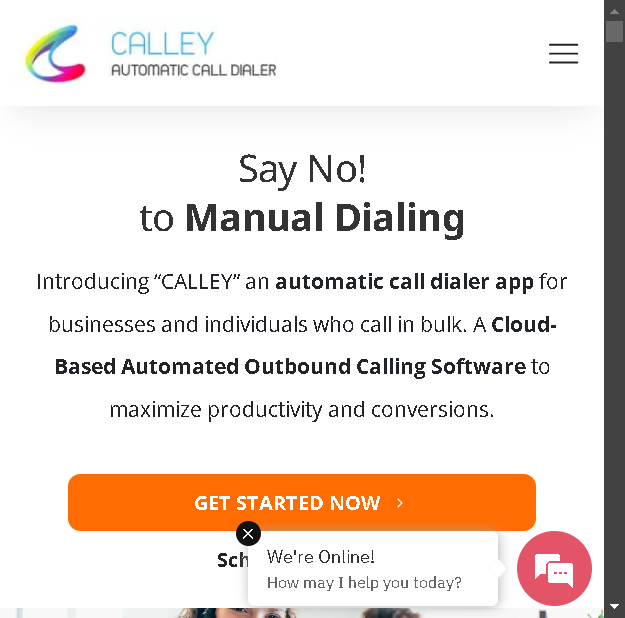 CALLEY
AUTOMATIC CALL DIALER
Say No!
to Manual Dialing
Introducing “CALLEY” an automatic call dialer app for
businesses and individuals who call in bulk. A Cloud-
Based Automated Outbound Calling Software to
maximize productivity and conversions.
GET STARTED NOW
We're Online!
How may I help you today?